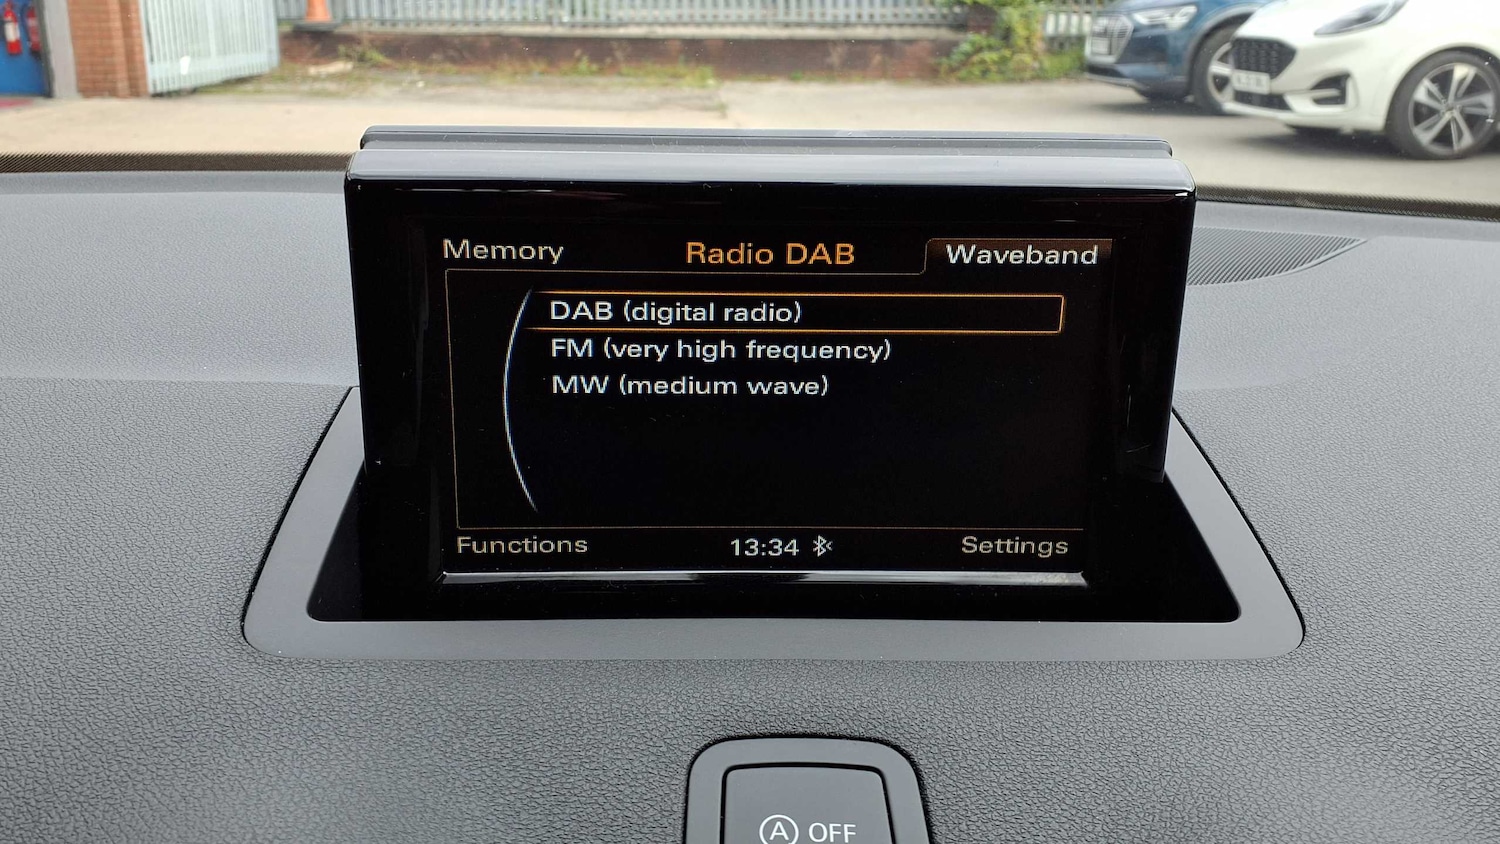 Memory Radio DAB Waveband
DAB (digital radio)
FM (very high frequency)
MW (medium wave)
Functions 13:34 Settings
A OFF